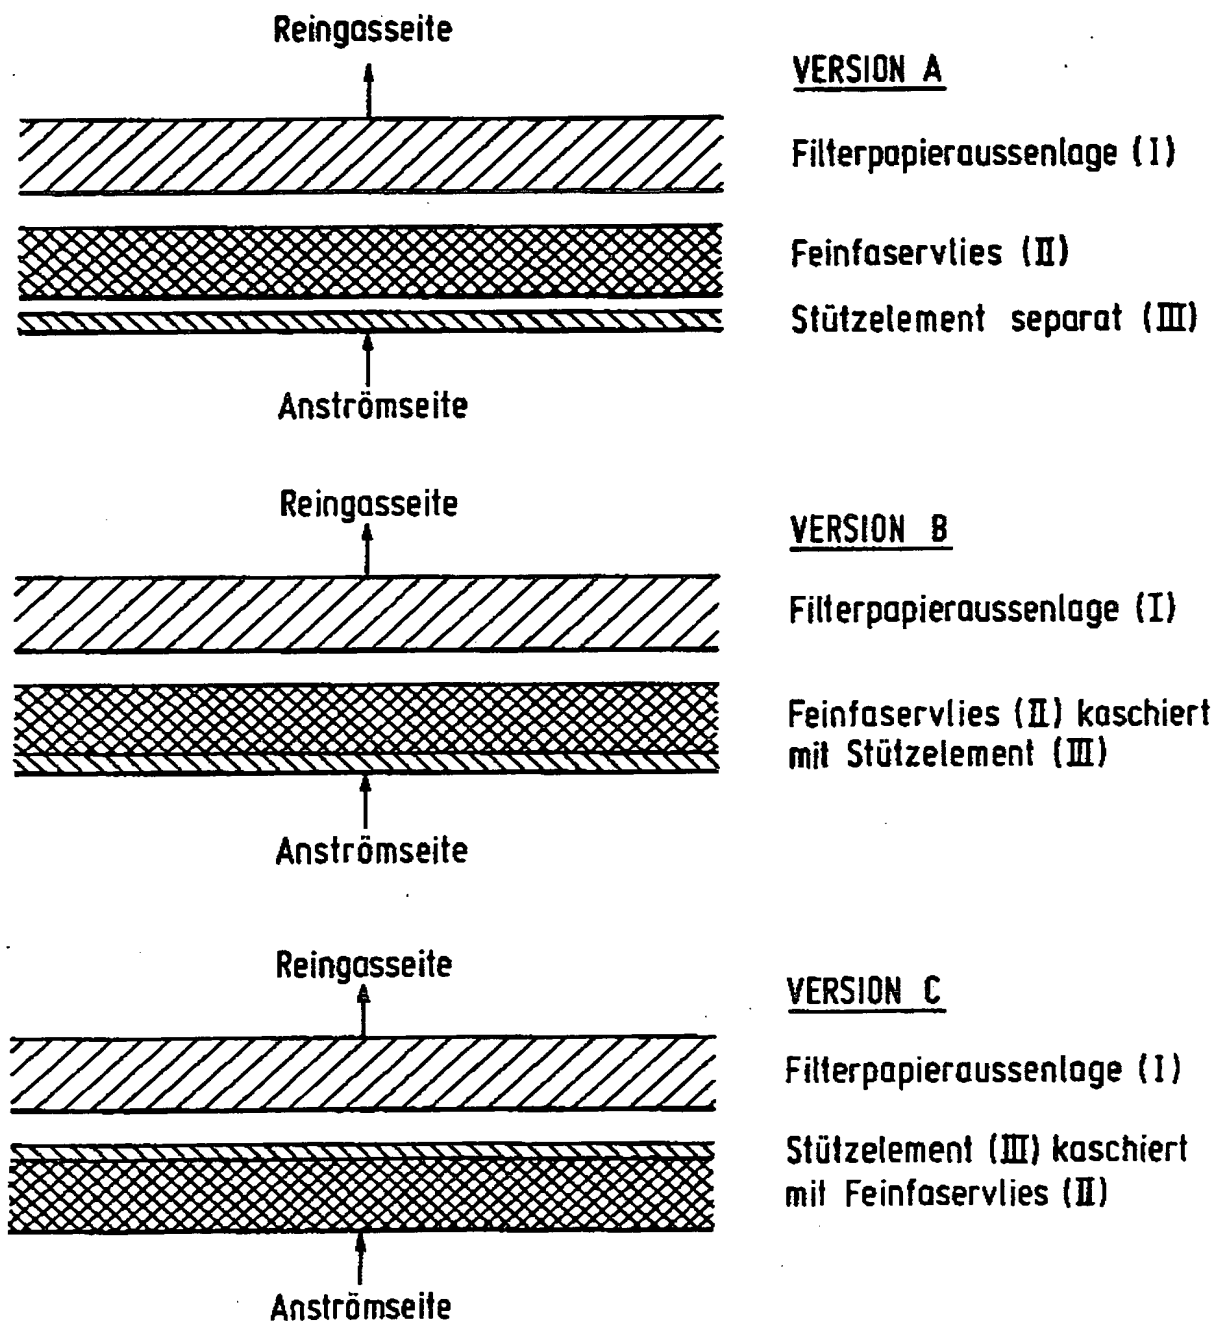 Reingasseite
VERSION A
Filterpapieraussenlage (I)
Feinfaservlies (II)
Stützelement separat (III)
Anströmseite
Reingasseite
VERSION B
Filterpapieraussenlage (I)
Feinfaservlies (II) kaschiert
mit Stützelement (III)
Anströmseite
Reingasseite
VERSION C
Filterpapieraussenlage (I)
Stützelement (III) kaschiert
mit Feinfaservlies (II)
Anströmseite